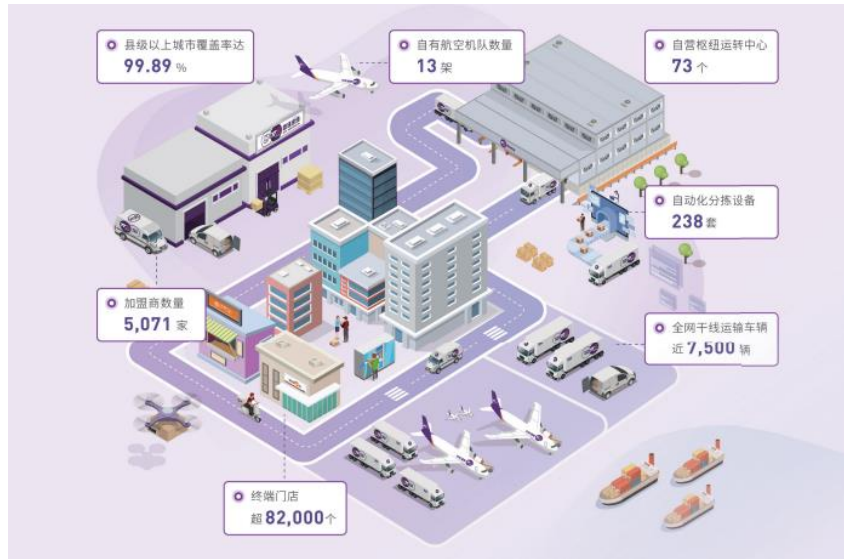 县级以上城市覆盖率达
99.89 %
自有航空机队数量
13 架
自营枢纽运转中心
73 个
自动化分拣设备
238 套
加盟商数量
5,071 家
全网干线运输车辆
近 7,500 辆
终端门店
超 82,000 个